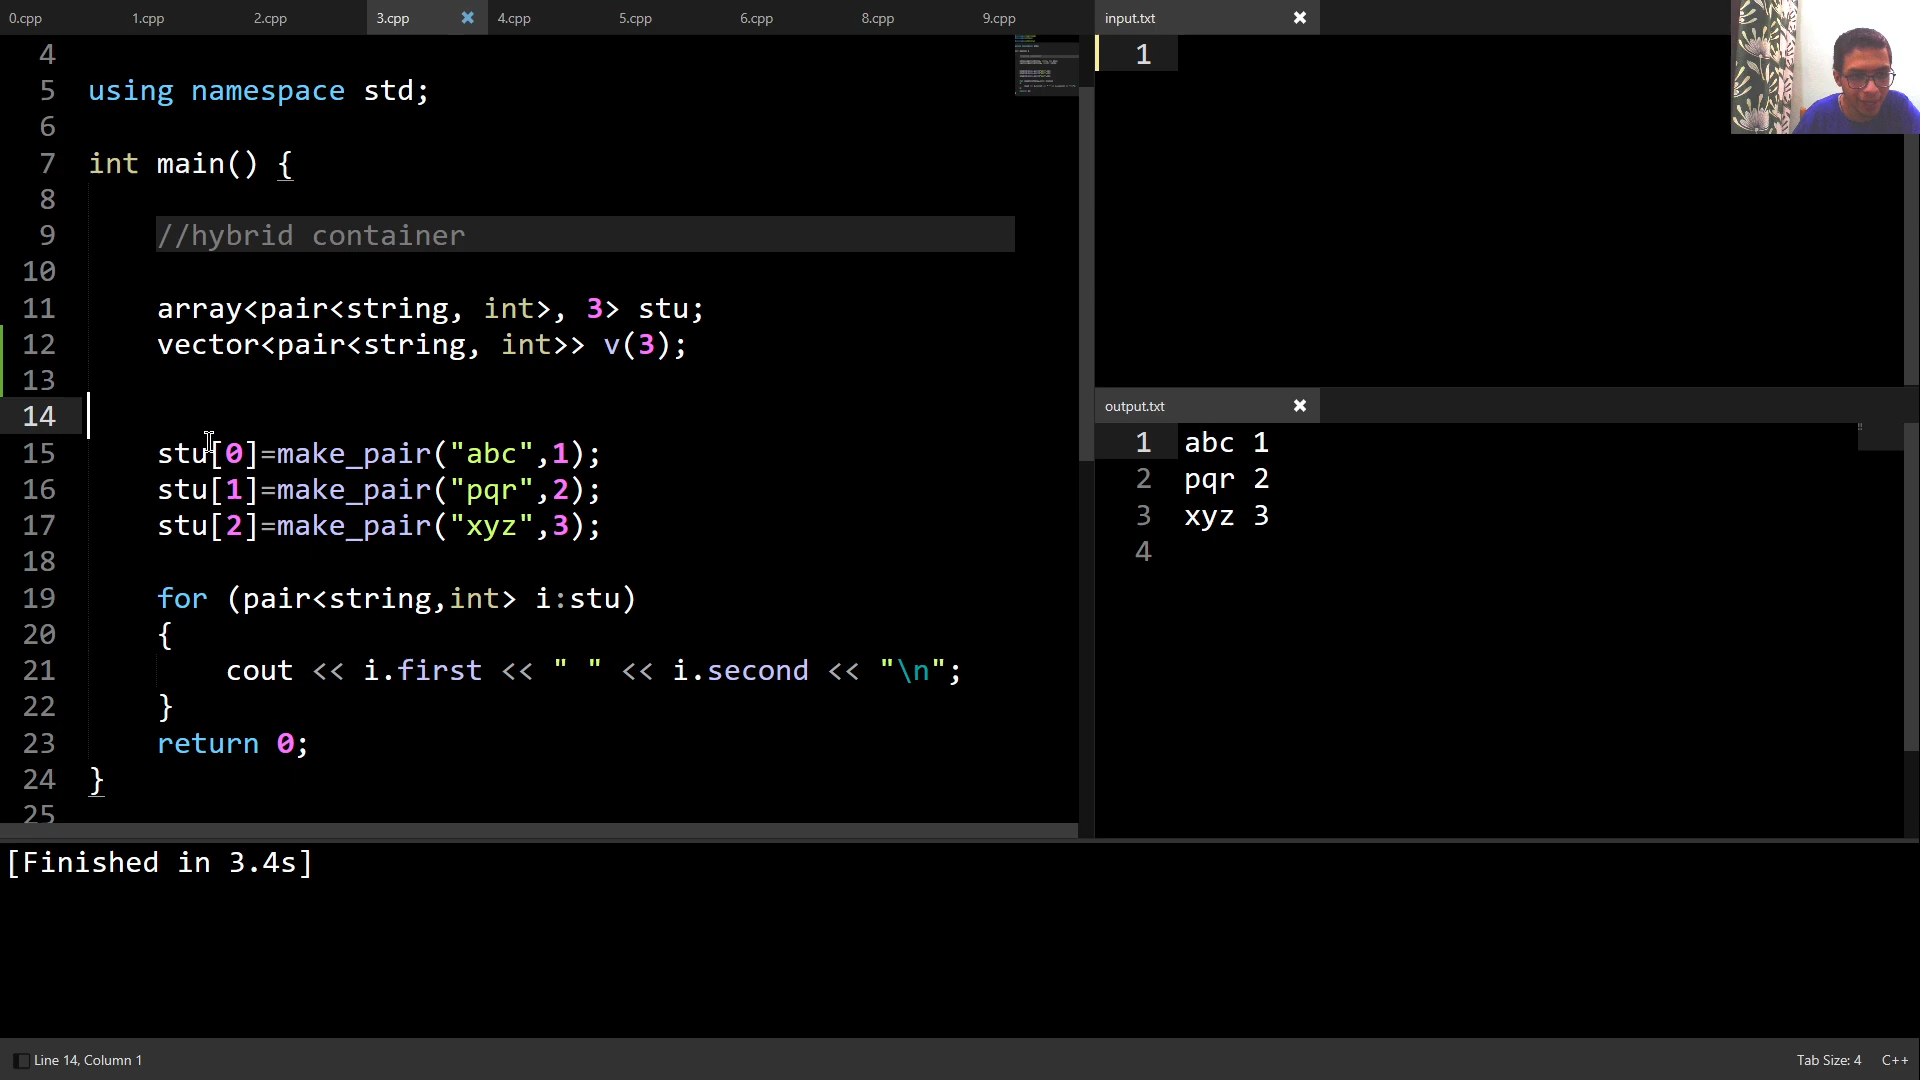 0.cpp 1.cpp 2.cpp 3.cpp 4.cpp 5.cpp 6.cpp 8.cpp 9.cpp
4
5 using namespace std;
6
7 int main() {
8
9 //hybrid container
10
11 array<pair<string, int>, 3> stu;
12 vector<pair<string, int>> v(3);
13
14
15 stu[0]=make_pair("abc",1);
16 stu[1]=make_pair("pqr",2);
17 stu[2]=make_pair("xyz",3);
18
19 for (pair<string,int> i:stu)
20 {
21 cout << i.first << " " << i.second << "\n";
22 }
23 return 0;
24 }
25
input.txt
1
output.txt
1 abc 1
2 pqr 2
3 xyz 3
4
[Finished in 3.4s]
Line 14, Column 1
Tab Size: 4 C++